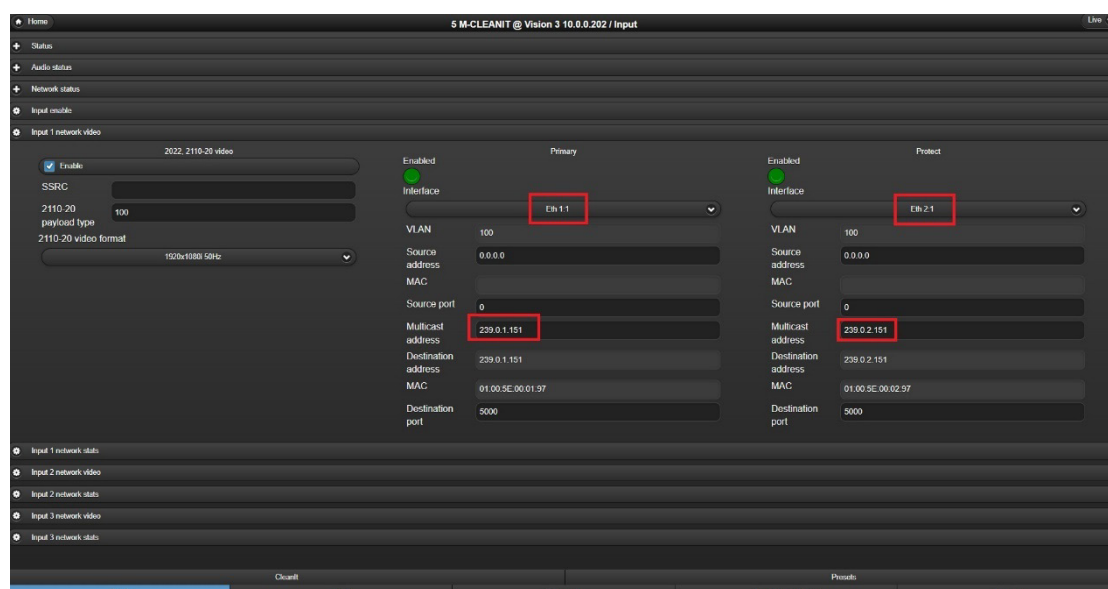 Home
5 M-CLEANIT @ Vision 3 10.0.0.202 / Input
Live
Status
Audio status
Network status
Input enable
Input 1 network video
2022, 2110-20 video
Enable
SSRC
2110-20 payload type
100
2110-20 video format
1920x1080i 50Hz
Primary
Enabled
Interface
Eth 1:1
VLAN
100
Source address
0.0.0.0
MAC
Source port
0
Multicast address
239.0.1.151
Destination address
239.0.1.151
MAC
01:00:5E:00:01:97
Destination port
5000
Protect
Enabled
Interface
Eth 2:1
VLAN
100
Source address
0.0.0.0
MAC
Source port
0
Multicast address
239.0.2.151
Destination address
239.0.2.151
MAC
01:00:5E:00:02:97
Destination port
5000
Input 1 network stats
Input 2 network video
Input 2 network stats
Input 3 network video
Input 3 network stats
CleanIt
Presets